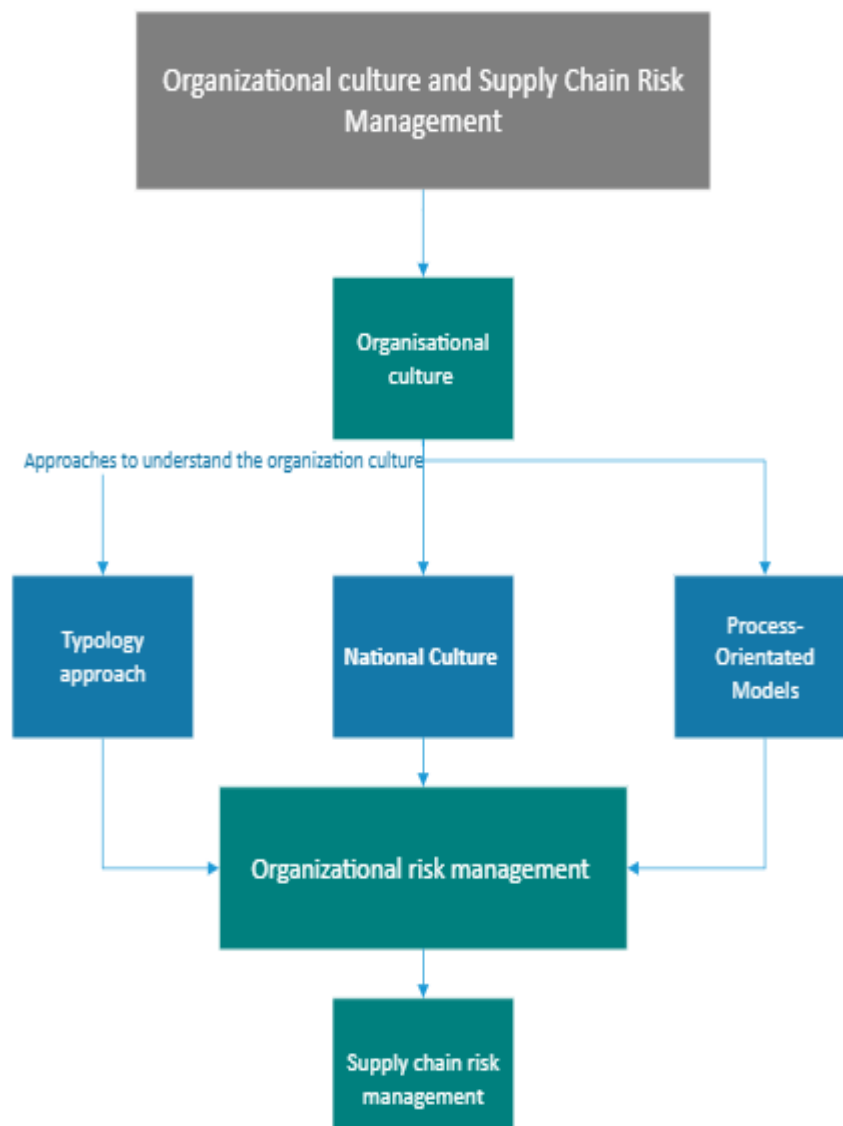 Organizational culture and Supply Chain Risk
Management
Organisational
culture
Approaches to understand the organization culture
Typology
approach
National Culture
Process-
Orientated
Models
Organizational risk management
Supply chain risk
management